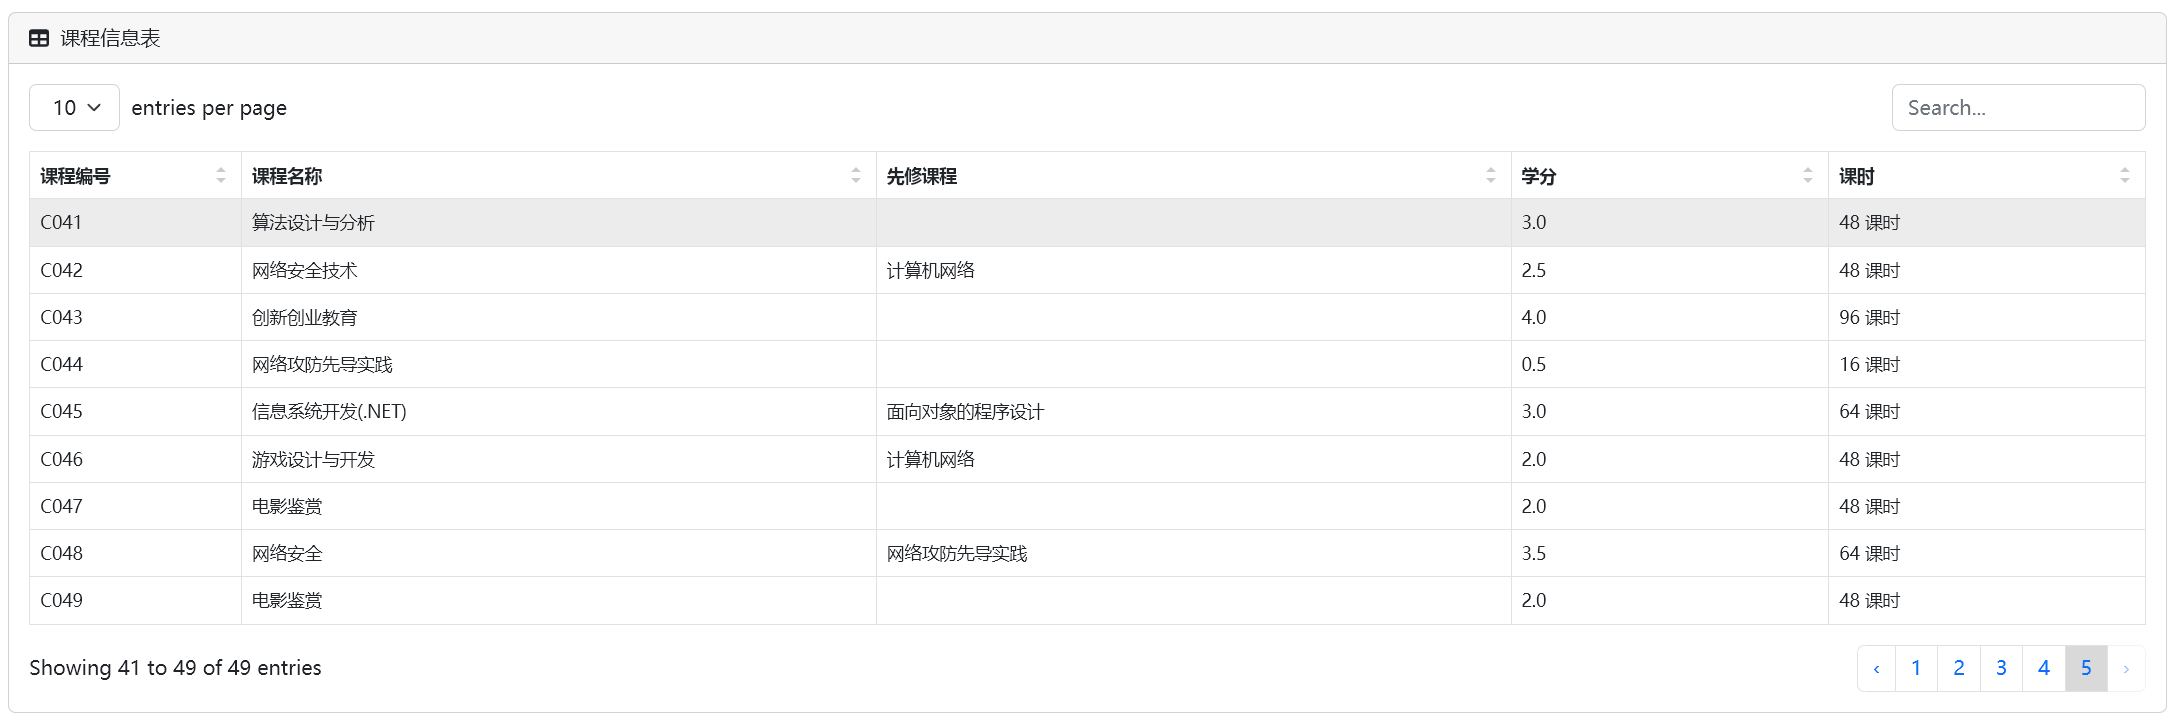 课程信息表
10 entries per page
Search...
课程编号 课程名称 先修课程 学分 课时
C041 算法设计与分析 3.0 48 课时
C042 网络安全技术 计算机网络 2.5 48 课时
C043 创新创业教育 4.0 96 课时
C044 网络攻防先导实践 0.5 16 课时
C045 信息系统开发(.NET) 面向对象的程序设计 3.0 64 课时
C046 游戏设计与开发 计算机网络 2.0 48 课时
C047 电影鉴赏 2.0 48 课时
C048 网络安全 网络攻防先导实践 3.5 64 课时
C049 电影鉴赏 2.0 48 课时
Showing 41 to 49 of 49 entries
‹ 1 2 3 4 5 ›